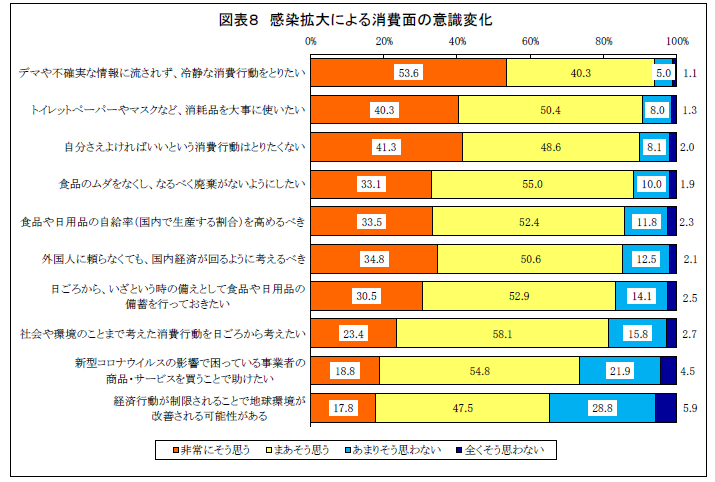 図表8 感染拡大による消費面の意識変化
0% 20% 40% 60% 80% 100%
デマや不確実な情報に流されず、冷静な消費行動をとりたい 53.6 40.3 5.0 1.1
トイレットペーパーやマスクなど、消耗品を大事に使いたい 40.3 50.4 8.0 1.3
自分さえよければいいという消費行動はとりたくない 41.3 48.6 8.1 2.0
食品のムダをなくし、なるべく廃棄がないようにしたい 33.1 55.0 10.0 1.9
食品や日用品の自給率(国内で生産する割合)を高めるべき 33.5 52.4 11.8 2.3
外国人に頼らなくても、国内経済が回るように考えるべき 34.8 50.6 12.5 2.1
日ごろから、いざという時の備えとして食品や日用品の
備蓄を行っておきたい 30.5 52.9 14.1 2.5
社会や環境のことまで考えた消費行動を日ごろから考えたい 23.4 58.1 15.8 2.7
新型コロナウイルスの影響で困っている事業者の
商品・サービスを買うことで助けたい 18.8 54.8 21.9 4.5
経済行動が制限されることで地球環境が
改善される可能性がある 17.8 47.5 28.8 5.9
非常にそう思う まあそう思う あまりそう思わない 全くそう思わない